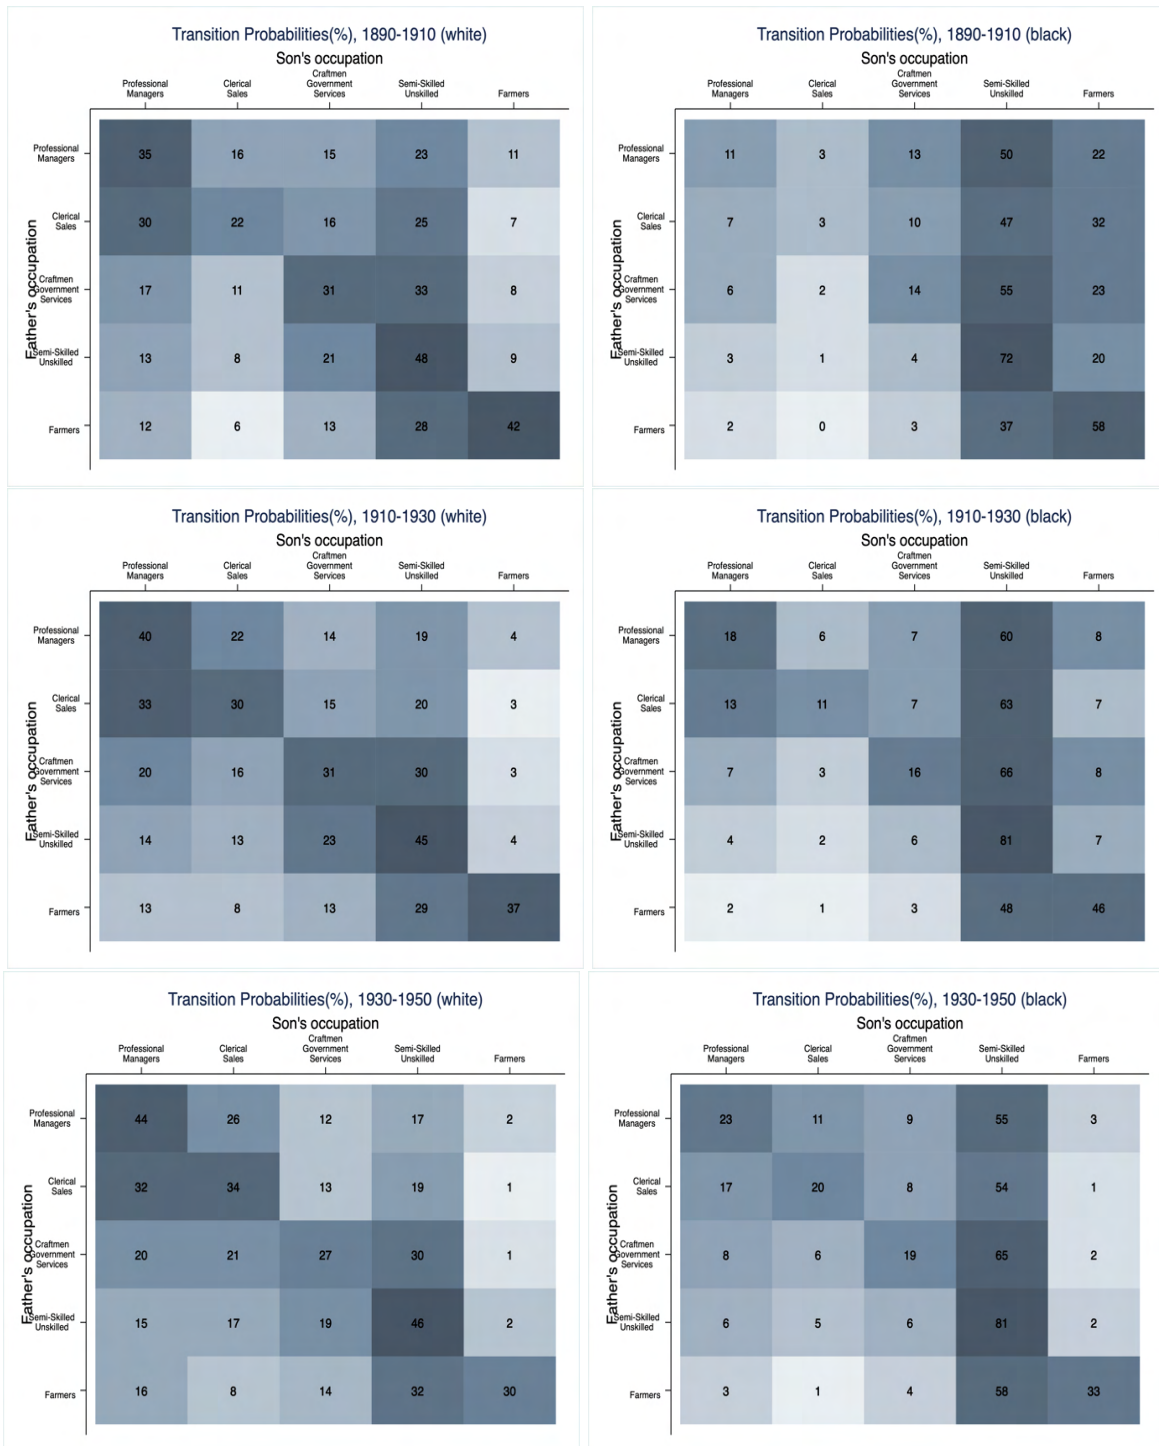 Transition Probabilities(%), 1890-1910 (white)
Son's occupation
Professional Managers
Clerical Sales
Craftmen Government Services
Semi-Skilled Unskilled
Farmers
Father's occupation
Professional Managers
35 16 15 23 11
Clerical Sales
30 22 16 25 7
Craftmen Government Services
17 11 31 33 8
Semi-Skilled Unskilled
13 8 21 48 9
Farmers
12 6 13 28 42
Transition Probabilities(%), 1890-1910 (black)
Son's occupation
Professional Managers
Clerical Sales
Craftmen Government Services
Semi-Skilled Unskilled
Farmers
Father's occupation
Professional Managers
11 3 13 50 22
Clerical Sales
7 3 10 47 32
Craftmen Government Services
6 2 14 55 23
Semi-Skilled Unskilled
3 1 4 72 20
Farmers
2 0 3 37 58
Transition Probabilities(%), 1910-1930 (white)
Son's occupation
Professional Managers
Clerical Sales
Craftmen Government Services
Semi-Skilled Unskilled
Farmers
Father's occupation
Professional Managers
40 22 14 19 4
Clerical Sales
33 30 15 20 3
Craftmen Government Services
20 16 31 30 3
Semi-Skilled Unskilled
14 13 23 45 4
Farmers
13 8 13 29 37
Transition Probabilities(%), 1910-1930 (black)
Son's occupation
Professional Managers
Clerical Sales
Craftmen Government Services
Semi-Skilled Unskilled
Farmers
Father's occupation
Professional Managers
18 6 7 60 8
Clerical Sales
13 11 7 63 7
Craftmen Government Services
7 3 16 66 8
Semi-Skilled Unskilled
4 2 6 81 7
Farmers
2 1 3 48 46
Transition Probabilities(%), 1930-1950 (white)
Son's occupation
Professional Managers
Clerical Sales
Craftmen Government Services
Semi-Skilled Unskilled
Farmers
Father's occupation
Professional Managers
44 26 12 17 2
Clerical Sales
32 34 13 19 1
Craftmen Government Services
20 21 27 30 1
Semi-Skilled Unskilled
15 17 19 46 2
Farmers
16 8 14 32 30
Transition Probabilities(%), 1930-1950 (black)
Son's occupation
Professional Managers
Clerical Sales
Craftmen Government Services
Semi-Skilled Unskilled
Farmers
Father's occupation
Professional Managers
23 11 9 55 3
Clerical Sales
17 20 8 54 1
Craftmen Government Services
8 6 19 65 2
Semi-Skilled Unskilled
6 5 6 81 2
Farmers
3 1 4 58 33